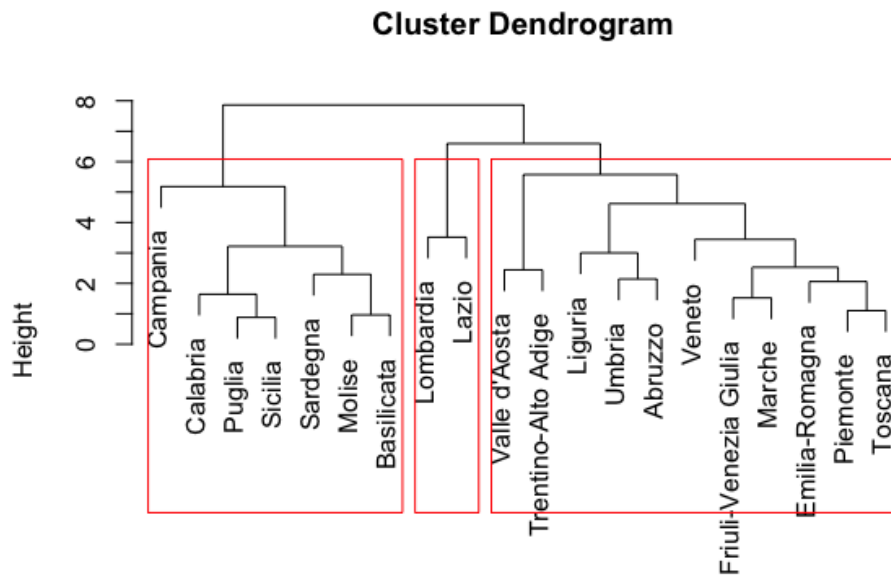 Cluster Dendrogram
Height
8
6
4
2
0
Campania
Calabria
Puglia
Sicilia
Sardegna
Molise
Basilicata
Lombardia
Lazio
Valle d'Aosta
Trentino-Alto Adige
Liguria
Umbria
Abruzzo
Veneto
Friuli-Venezia Giulia
Marche
Emilia-Romagna
Piemonte
Toscana